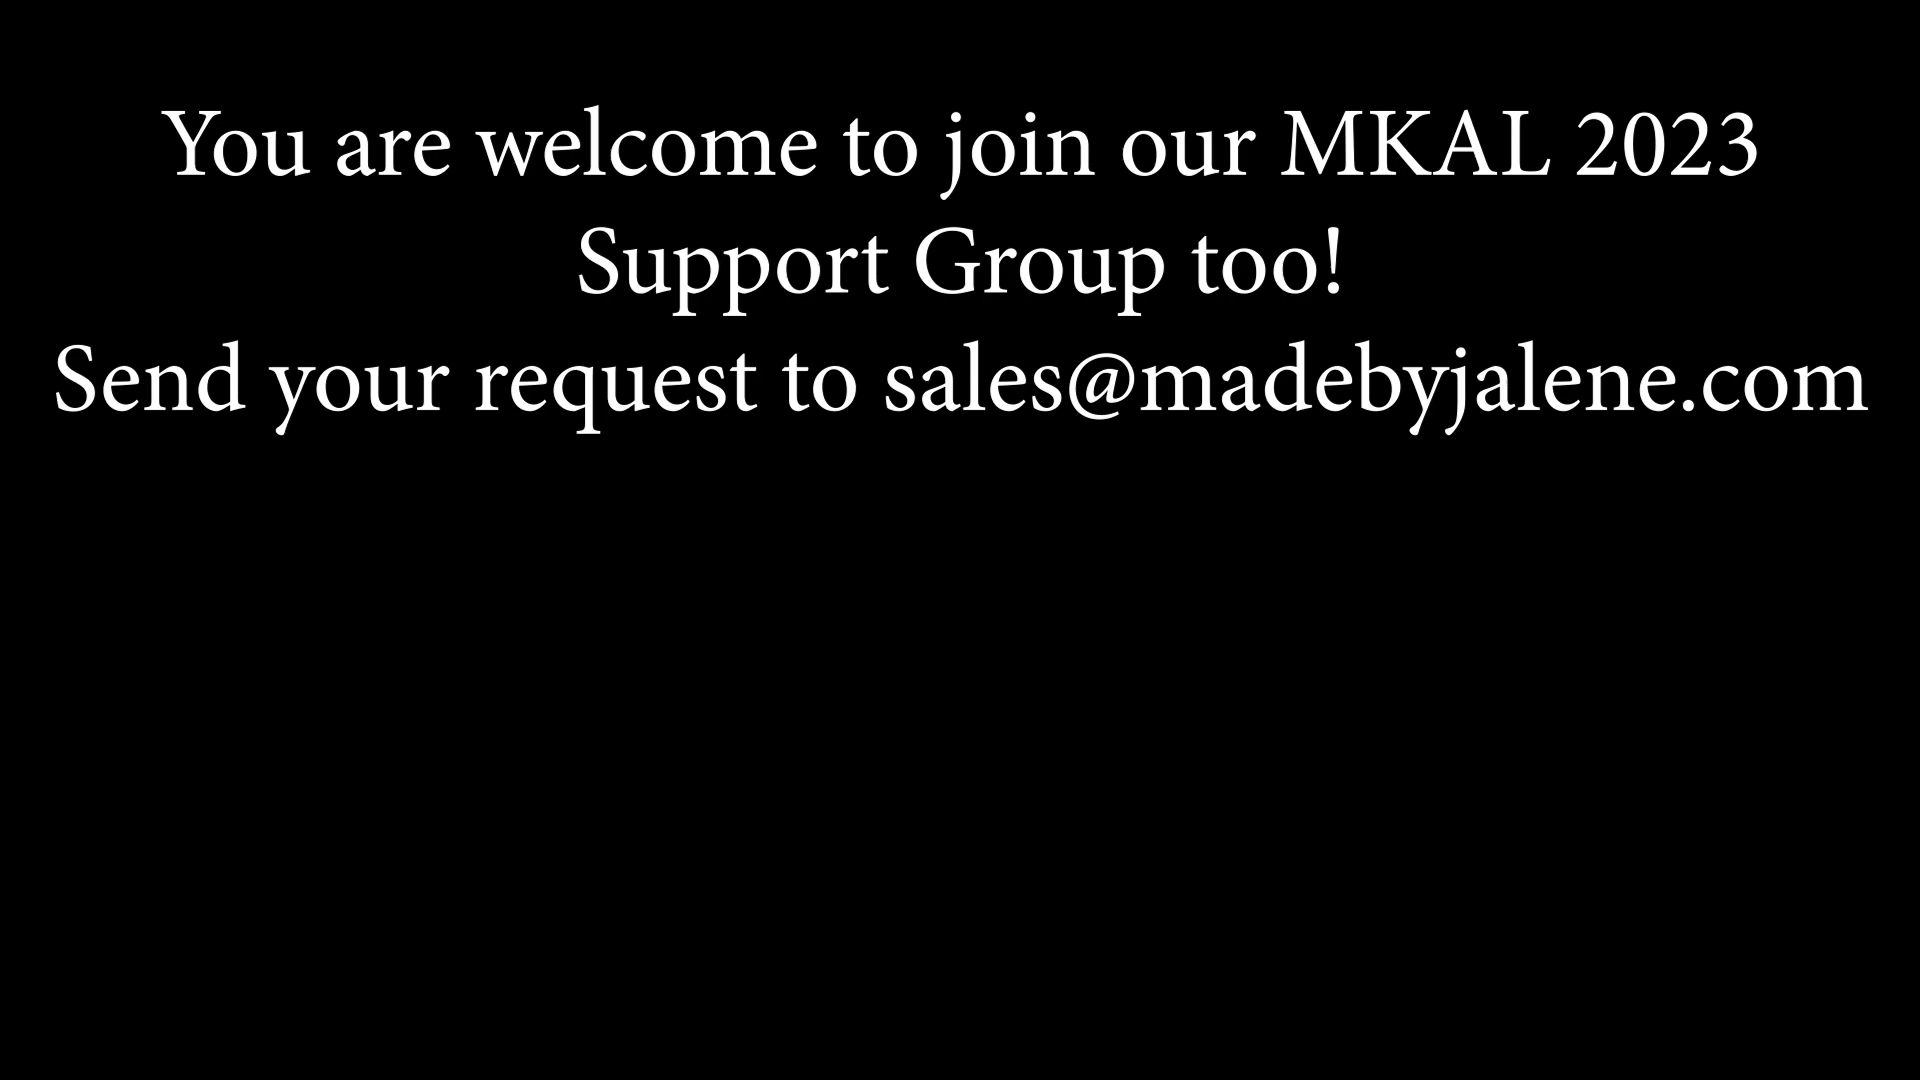 You are welcome to join our MKAL 2023
Support Group too!
Send your request to sales@madebyjalene.com